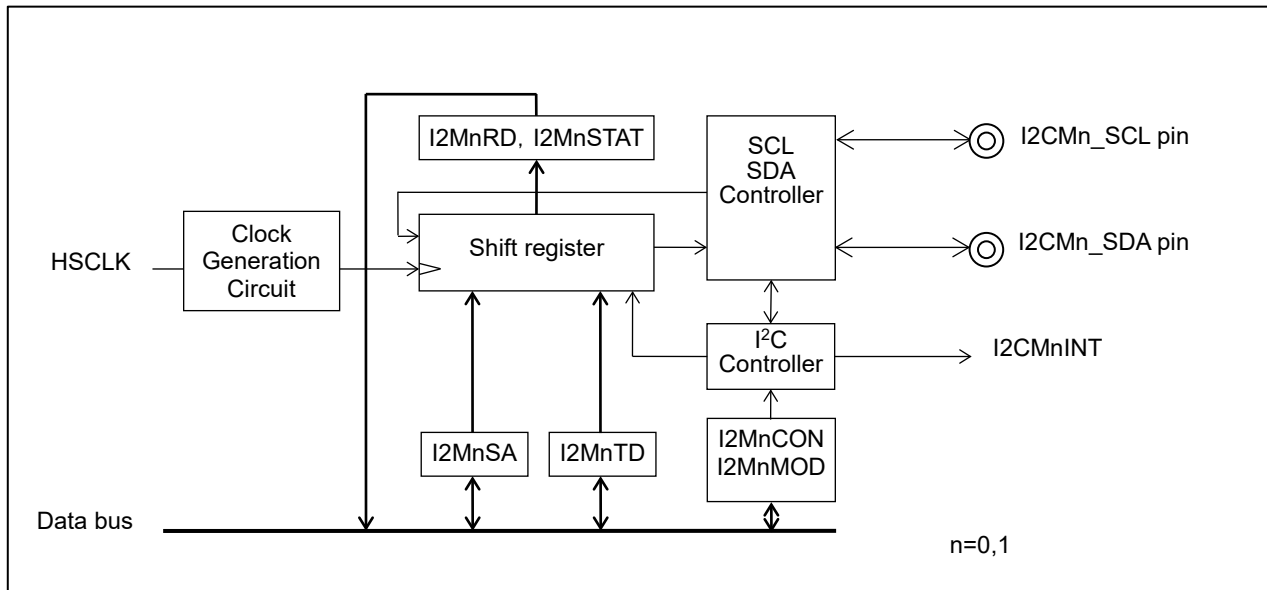 I2MnRD, I2MnSTAT
SCL
SDA
Controller
I2CMn_SCL pin
HSCLK
Clock
Generation
Circuit
Shift register
I2CMn_SDA pin
I²C
Controller
I2CMnINT
I2MnSA
I2MnTD
I2MnCON
I2MnMOD
Data bus
n=0,1